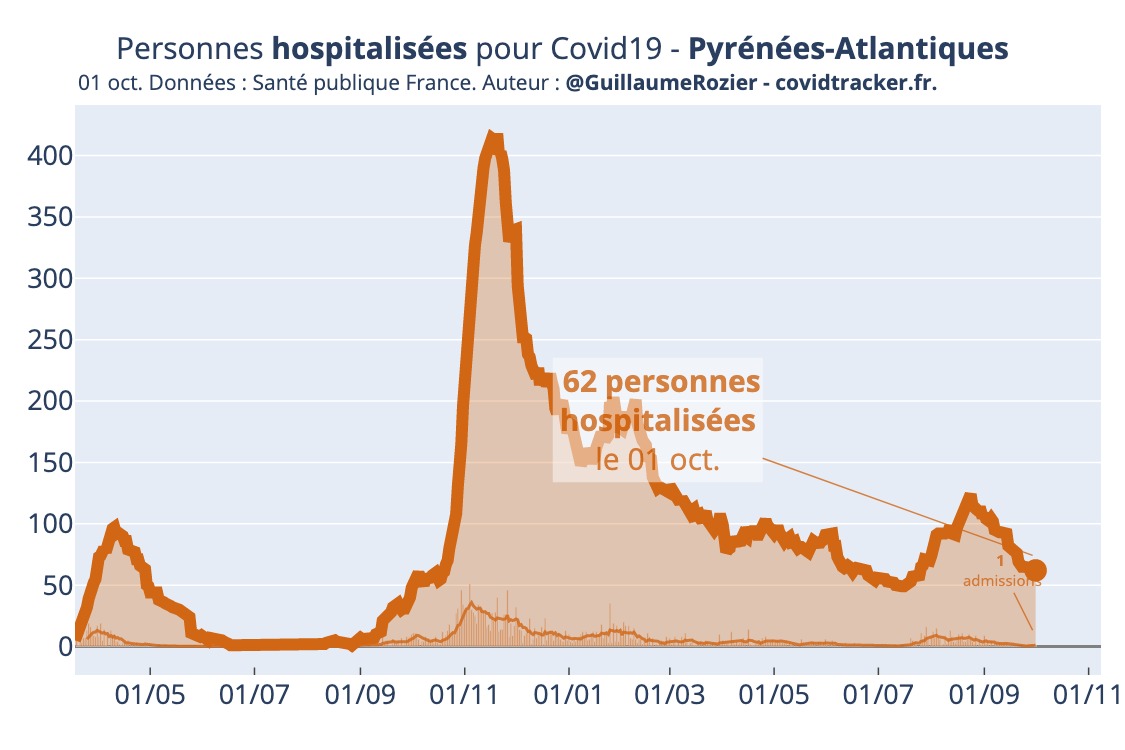 Personnes hospitalisées pour Covid19 - Pyrénées-Atlantiques
01 oct. Données : Santé publique France. Auteur : @GuillaumeRozier - covidtracker.fr.
400
350
300
250
200
150
100
50
0
62 personnes
hospitalisées
le 01 oct.
1
admissions
01/05 01/07 01/09 01/11 01/01 01/03 01/05 01/07 01/09 01/11